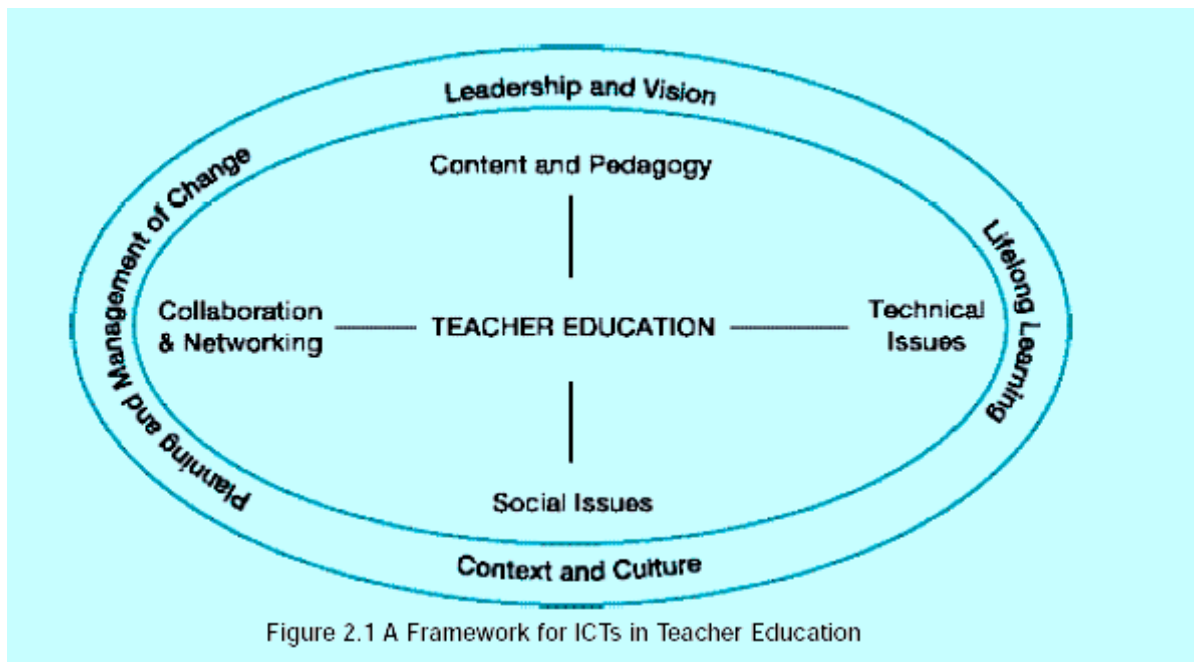 Leadership and Vision
Content and Pedagogy
Planning and Management of Change
Collaboration
& Networking
TEACHER EDUCATION
Technical
Issues
Lifelong Learning
Social Issues
Context and Culture
Figure 2.1 A Framework for ICTs in Teacher Education